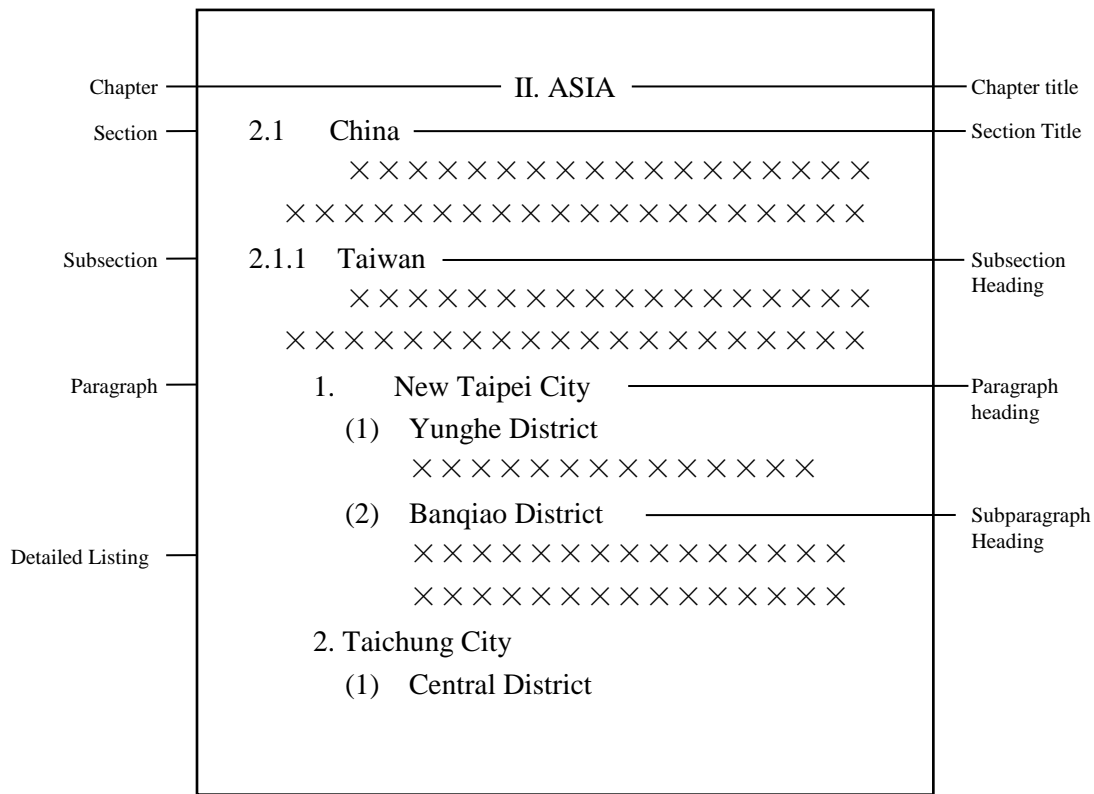 Chapter II. ASIA Chapter title
Section 2.1 China Section Title
× × × × × × × × × × × × × × × × × ×
× × × × × × × × × × × × × × × × × × × ×
Subsection 2.1.1 Taiwan Subsection
Heading
× × × × × × × × × × × × × × × × × ×
× × × × × × × × × × × × × × × × × × × ×
Paragraph 1. New Taipei City Paragraph
heading
(1) Yunghe District
× × × × × × × × × × × × × ×
(2) Banqiao District Subparagraph
Heading
Detailed Listing × × × × × × × × × × × × × × ×
× × × × × × × × × × × × × × ×
2. Taichung City
(1) Central District